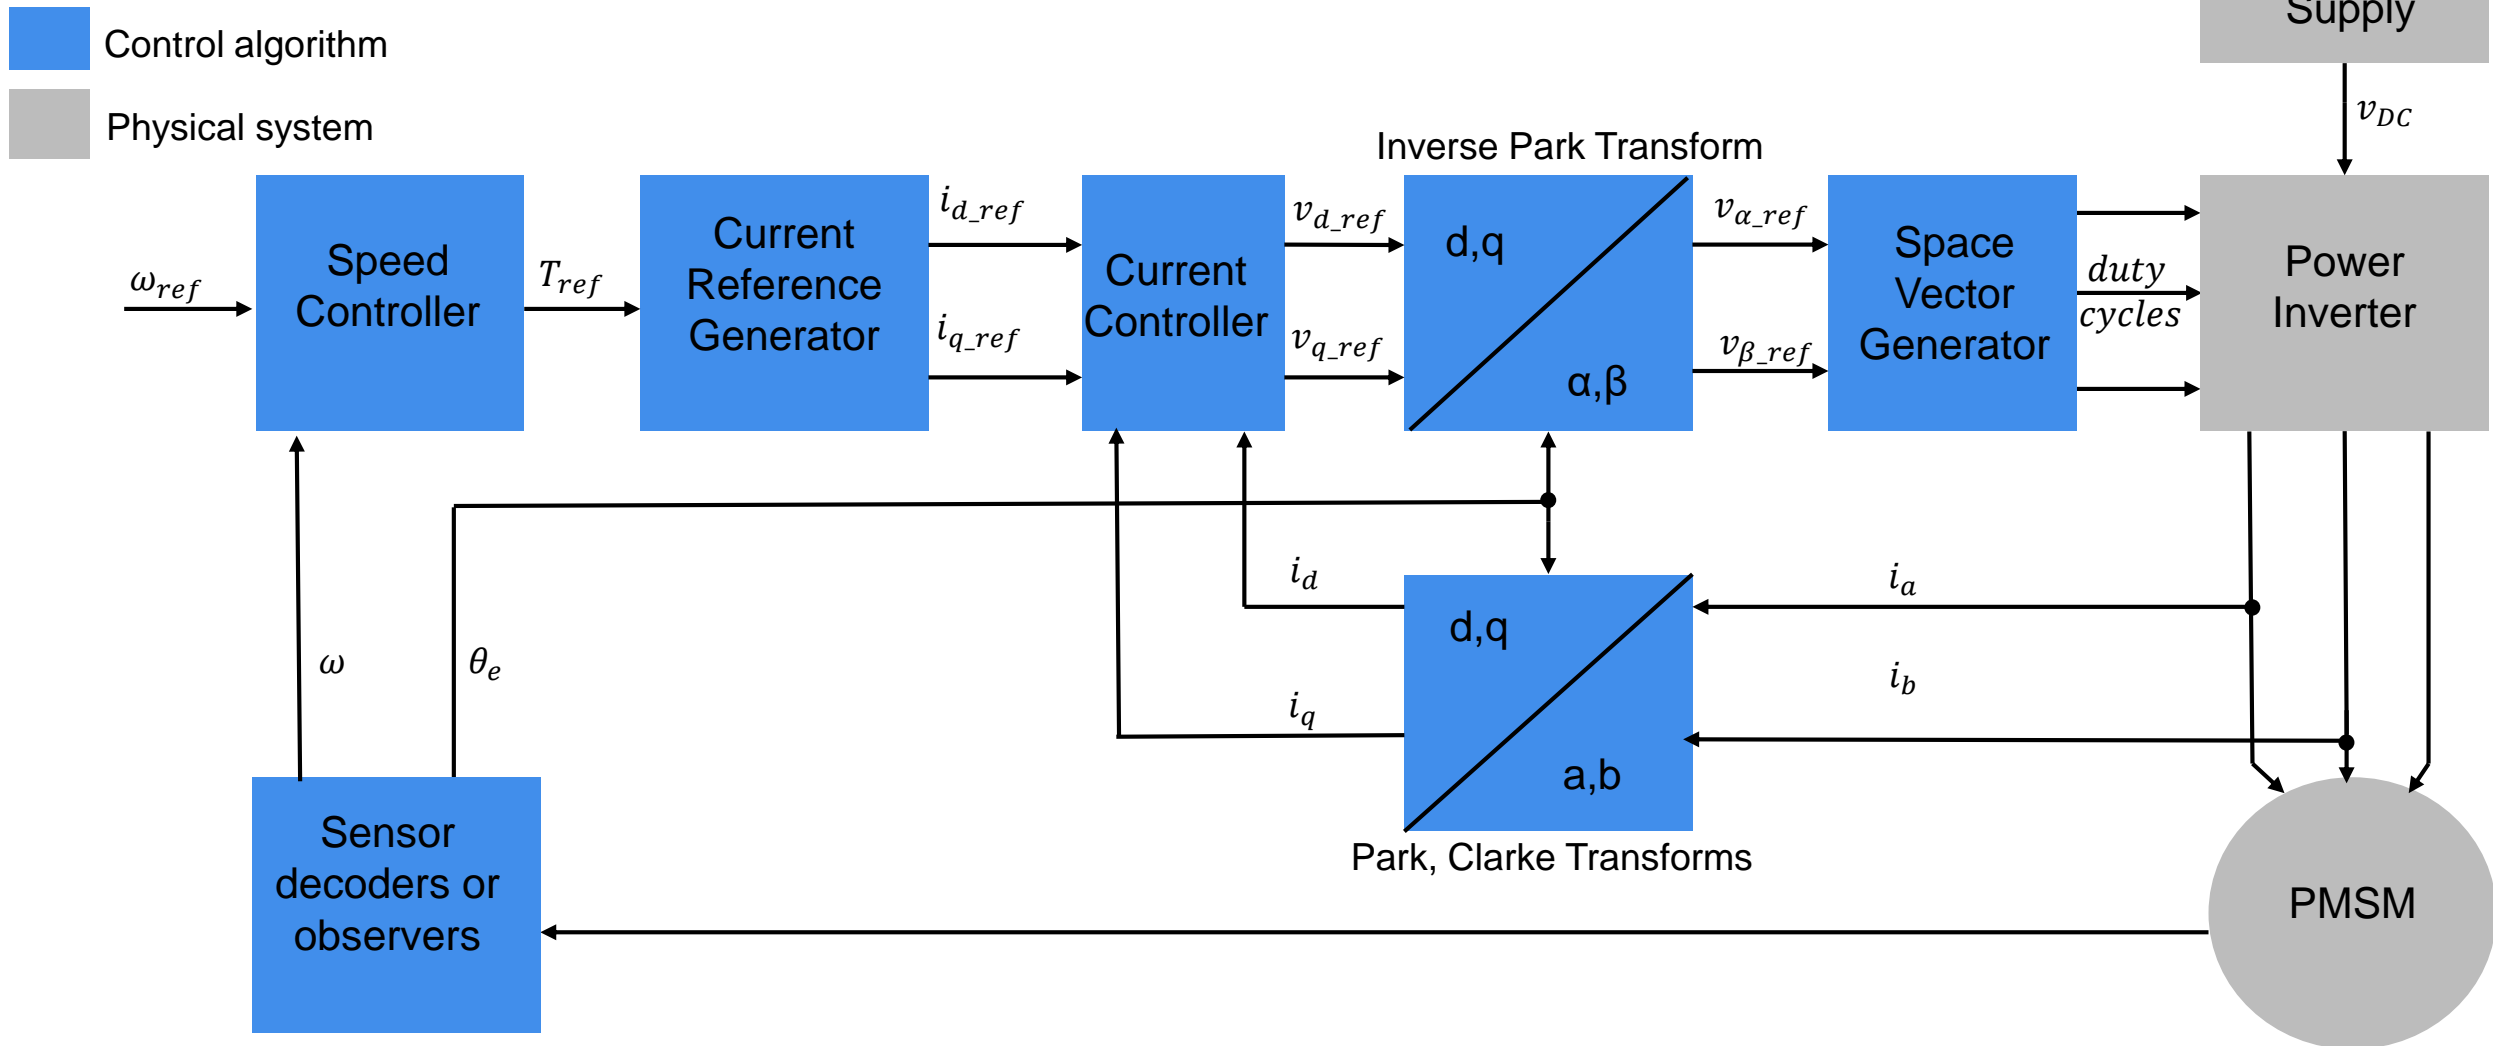 Supply
Control algorithm
v_DC
Physical system
Inverse Park Transform
ω_ref
Speed
Controller
T_ref
Current
Reference
Generator
i_d_ref
i_q_ref
Current
Controller
v_d_ref
v_q_ref
d,q
α,β
v_α_ref
v_β_ref
Space
Vector
Generator
duty
cycles
Power
Inverter
i_d
i_q
d,q
a,b
i_a
i_b
ω
θ_e
Park, Clarke Transforms
Sensor
decoders or
observers
PMSM